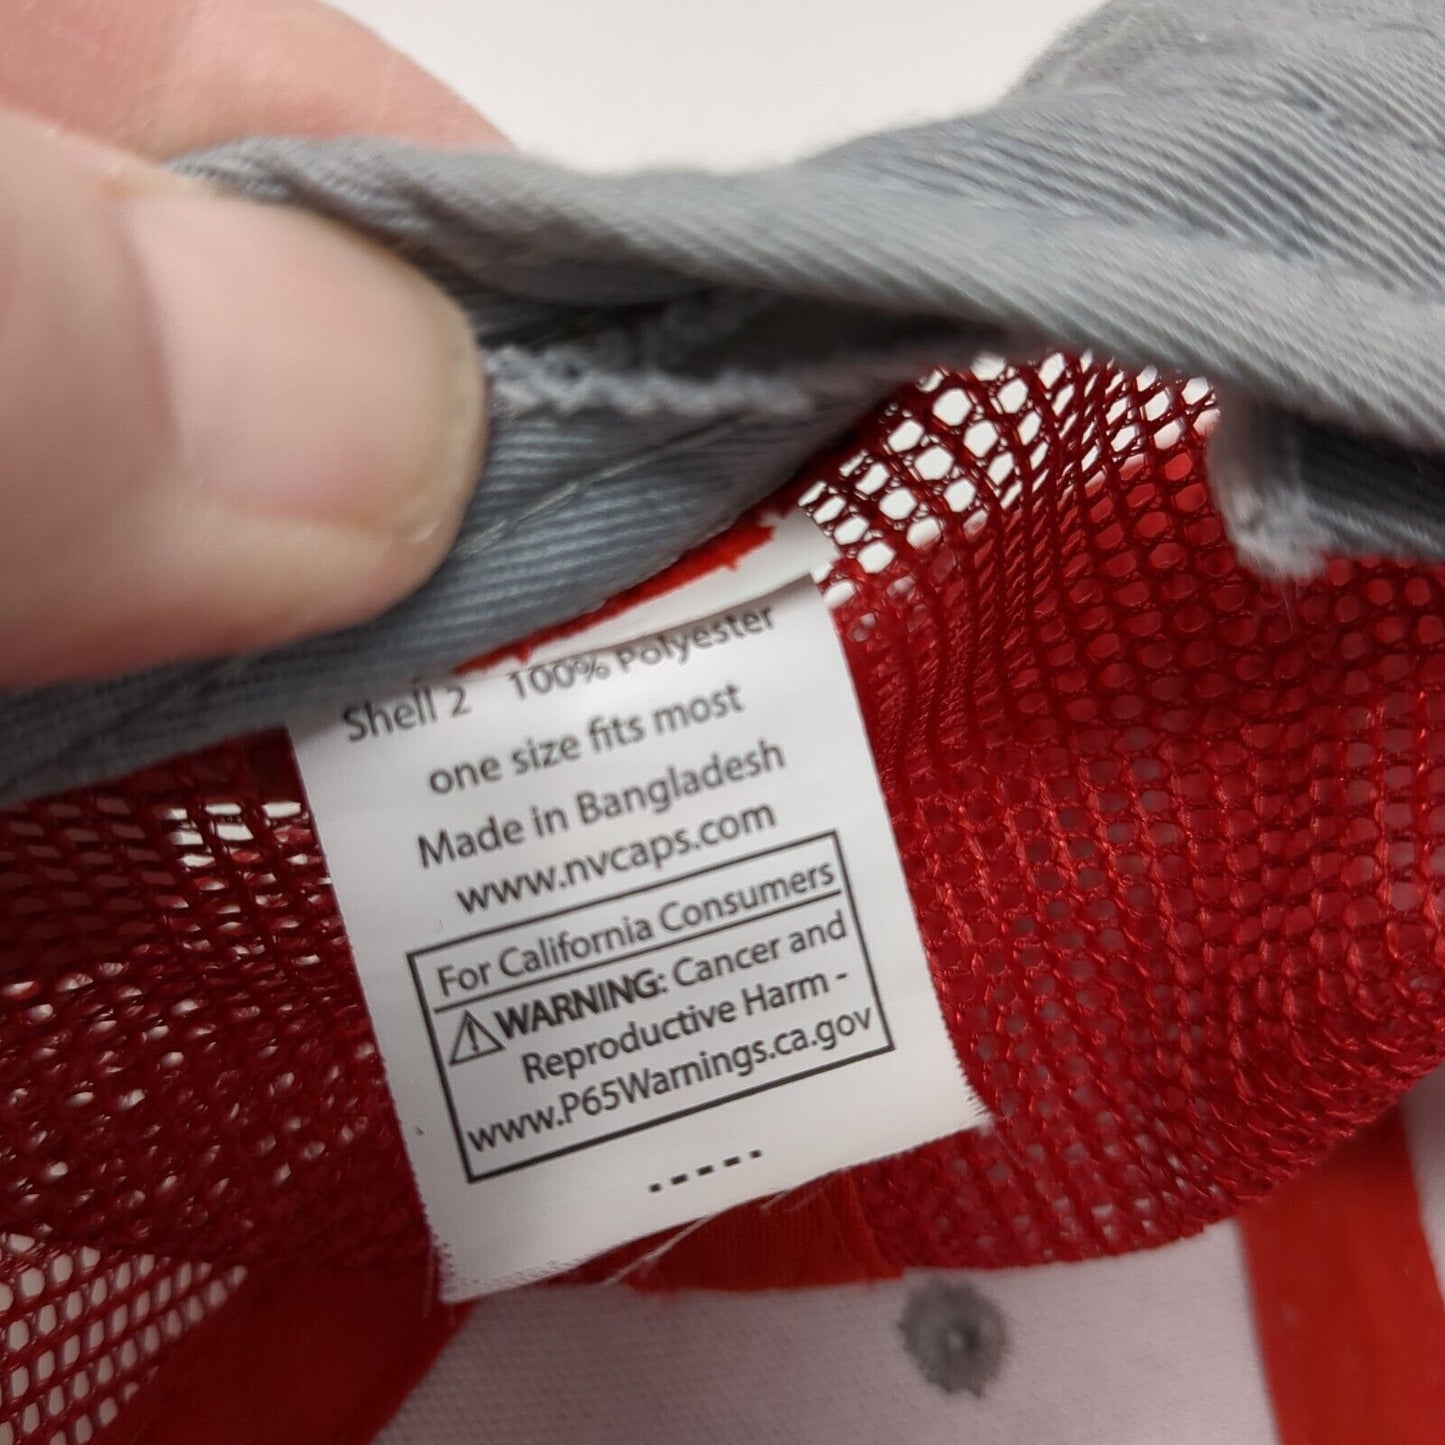 Shell 2 100% Polyester
one size fits most
Made in Bangladesh
www.nvcaps.com
For California Consumers
⚠WARNING: Cancer and
Reproductive Harm -
www.P65Warnings.ca.gov